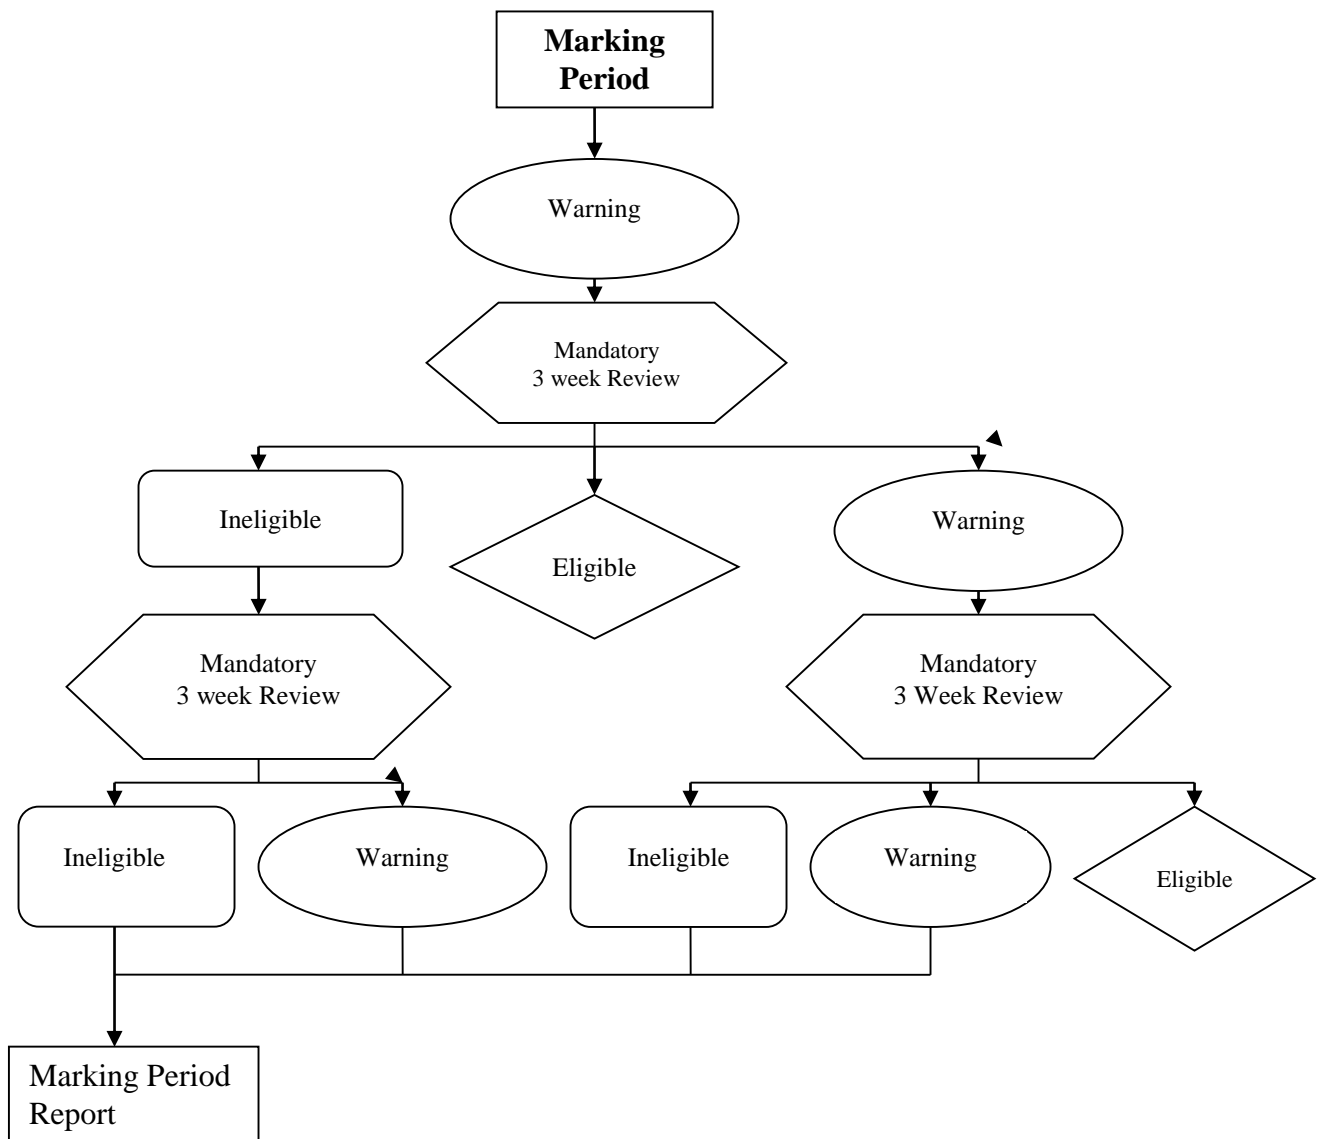 Marking
Period
Warning
Mandatory
3 week Review
Ineligible
Eligible
Warning
Mandatory
3 week Review
Mandatory
3 Week Review
Ineligible
Warning
Ineligible
Warning
Eligible
Marking Period
Report